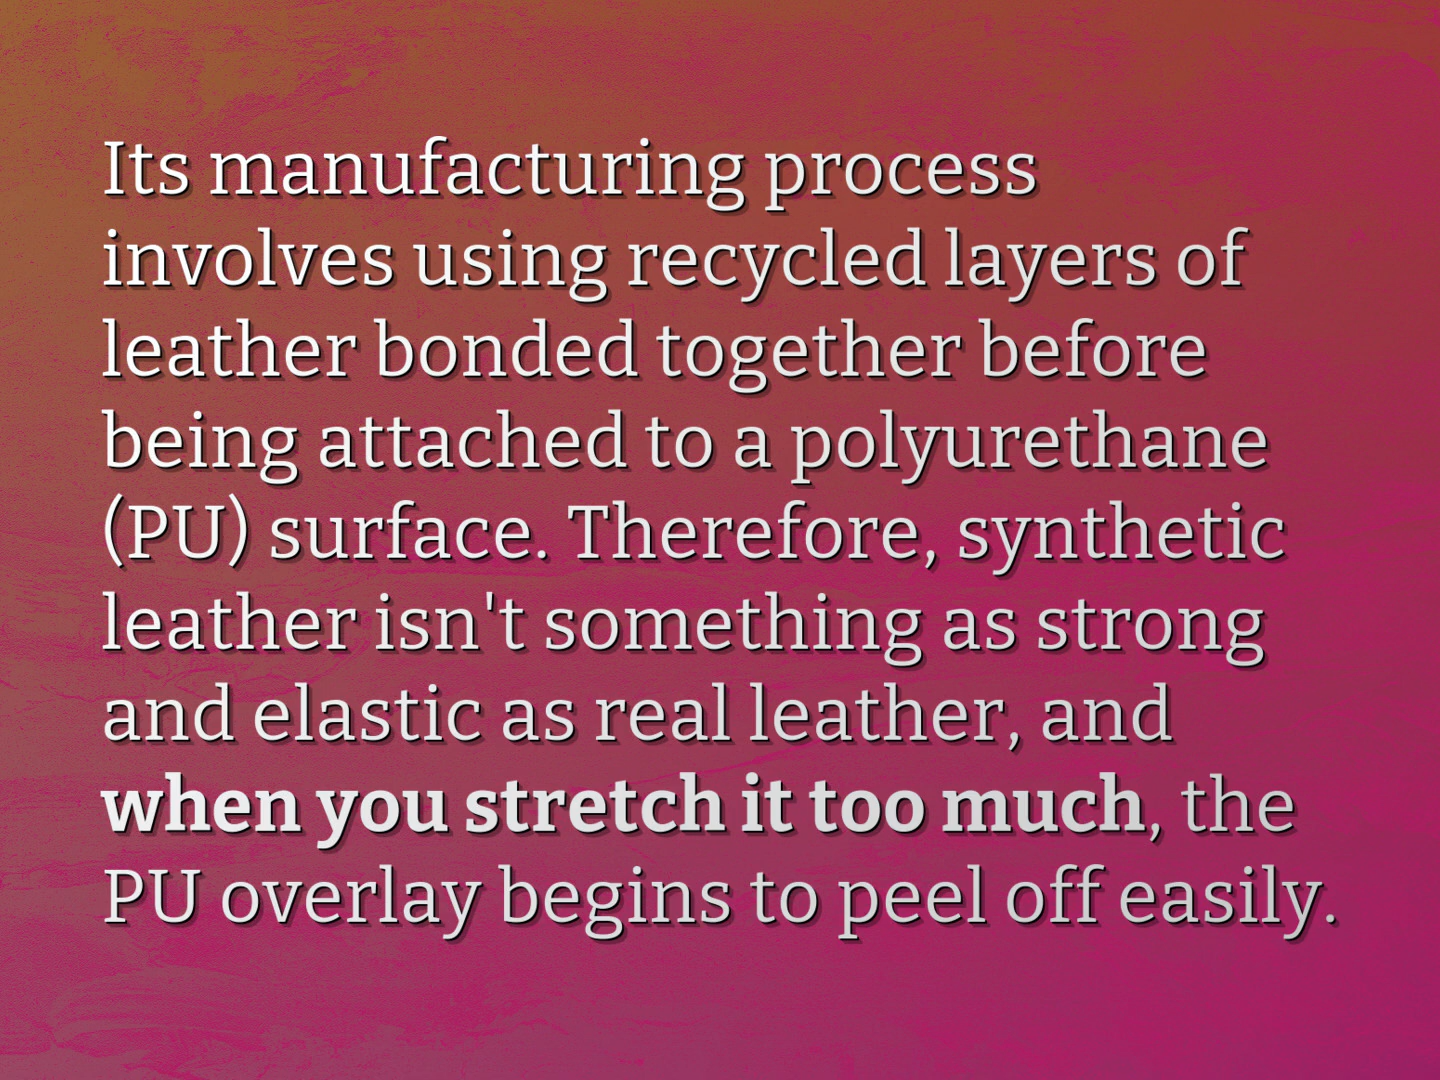 Its manufacturing process
involves using recycled layers of
leather bonded together before
being attached to a polyurethane
(PU) surface. Therefore, synthetic
leather isn't something as strong
and elastic as real leather, and
when you stretch it too much, the
PU overlay begins to peel off easily.